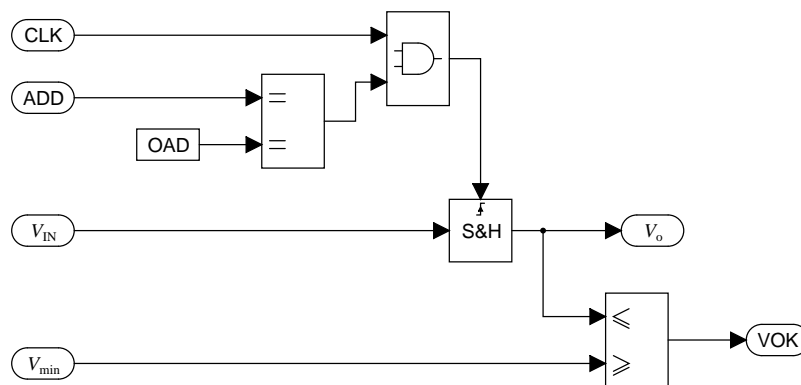 CLK
ADD
=
OAD
=
V_IN
S&H
V_o
V_min
⩽
⩾
VOK